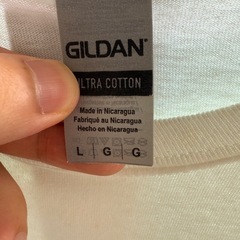 GILDAN®
ULTRA COTTON
Made in Nicaragua
Fabriqué au Nicaragua
Hecho en Nicaragua
L G G